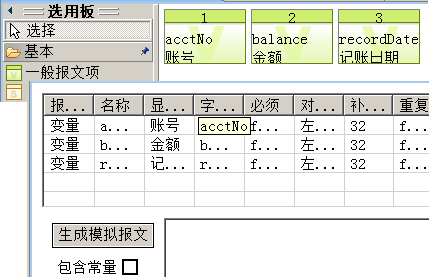 选用板
选择
基本
一般报文项
1
acctNo
账号
2
balance
金额
3
recordDate
记账日期
报... 名称 显... 字... 必须 对... 补... 重复
变量 a... 账号 acctNo f... 左... 32 f...
变量 b... 金额 b... f... 左... 32 f...
变量 r... 记... r... f... 左... 32 f...
生成模拟报文
包含常量